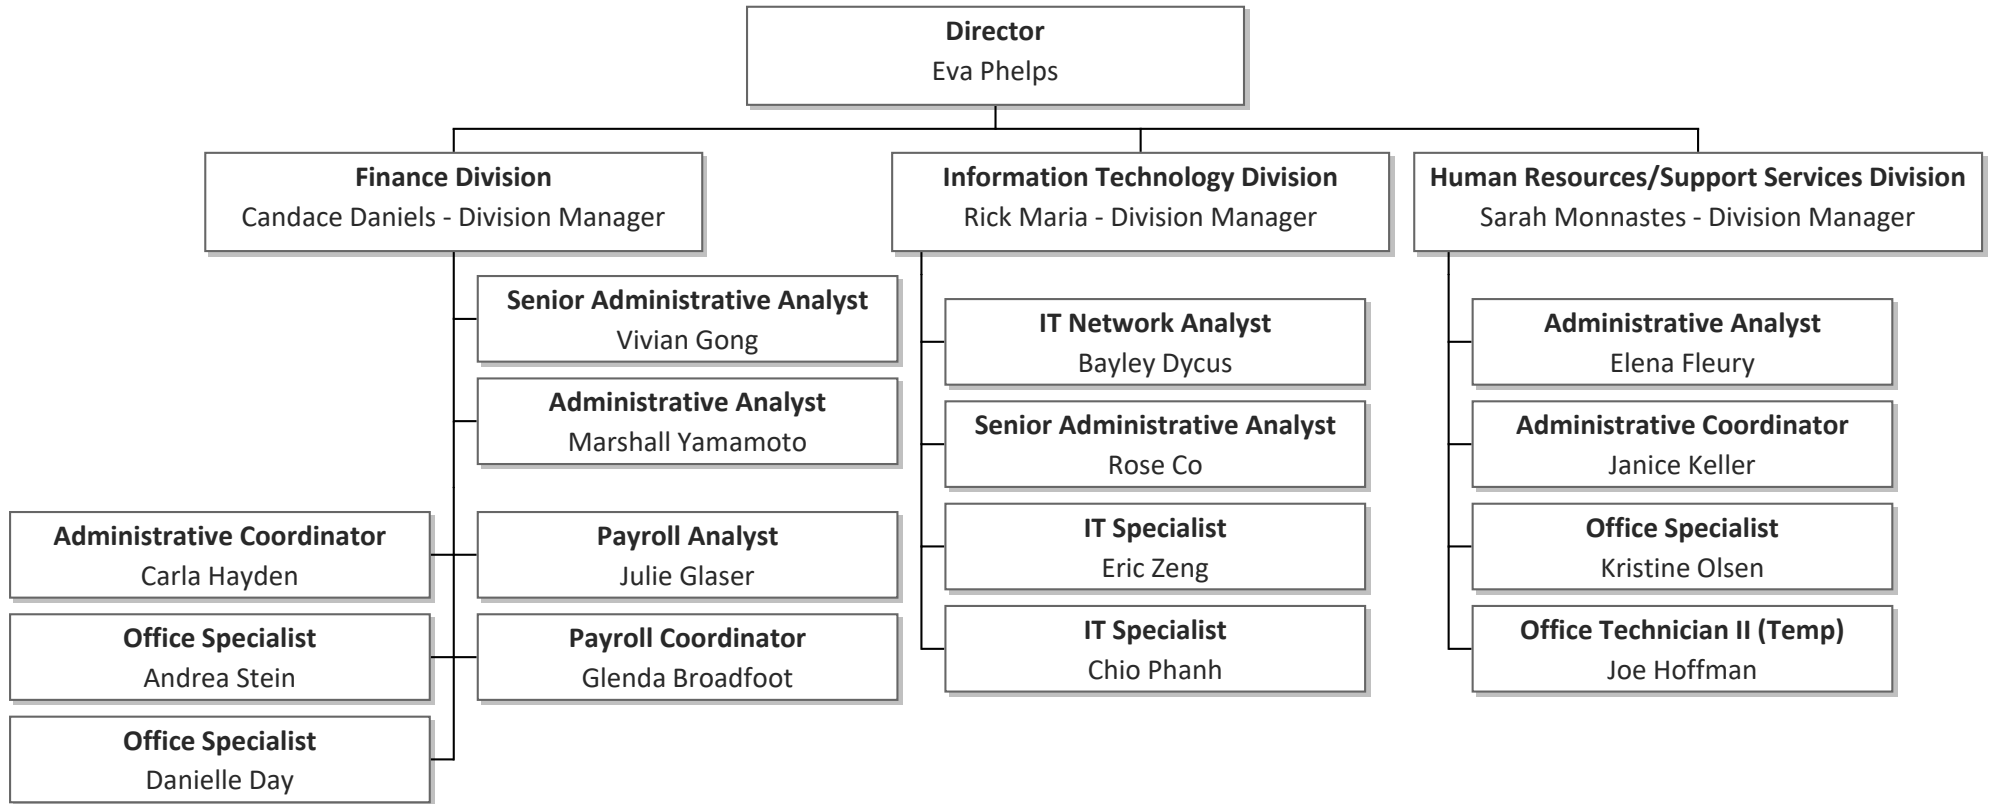 Director
Eva Phelps
Finance Division
Candace Daniels - Division Manager
Information Technology Division
Rick Maria - Division Manager
Human Resources/Support Services Division
Sarah Monnastes - Division Manager
Senior Administrative Analyst
Vivian Gong
Administrative Analyst
Marshall Yamamoto
Administrative Coordinator
Carla Hayden
Payroll Analyst
Julie Glaser
Office Specialist
Andrea Stein
Payroll Coordinator
Glenda Broadfoot
Office Specialist
Danielle Day
IT Network Analyst
Bayley Dycus
Senior Administrative Analyst
Rose Co
IT Specialist
Eric Zeng
IT Specialist
Chio Phanh
Administrative Analyst
Elena Fleury
Administrative Coordinator
Janice Keller
Office Specialist
Kristine Olsen
Office Technician II (Temp)
Joe Hoffman